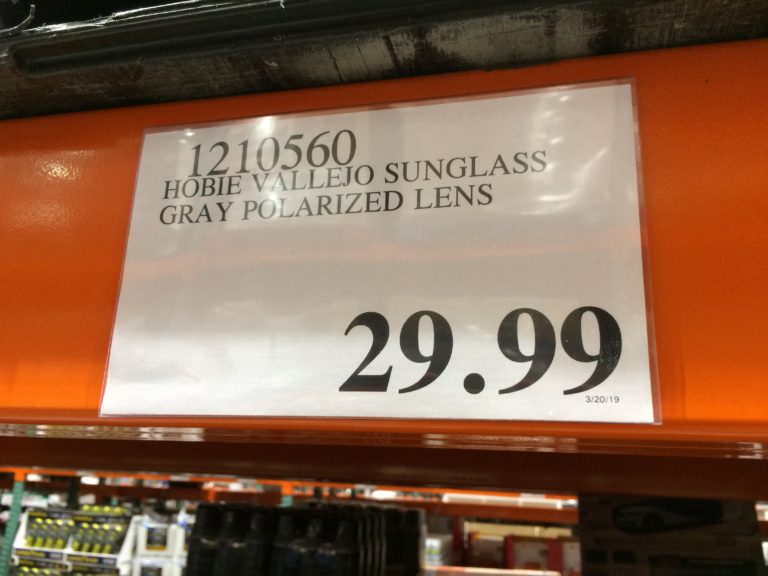 1210560
HOBIE VALLEJO SUNGLASS
GRAY POLARIZED LENS
29.99
3/20/19